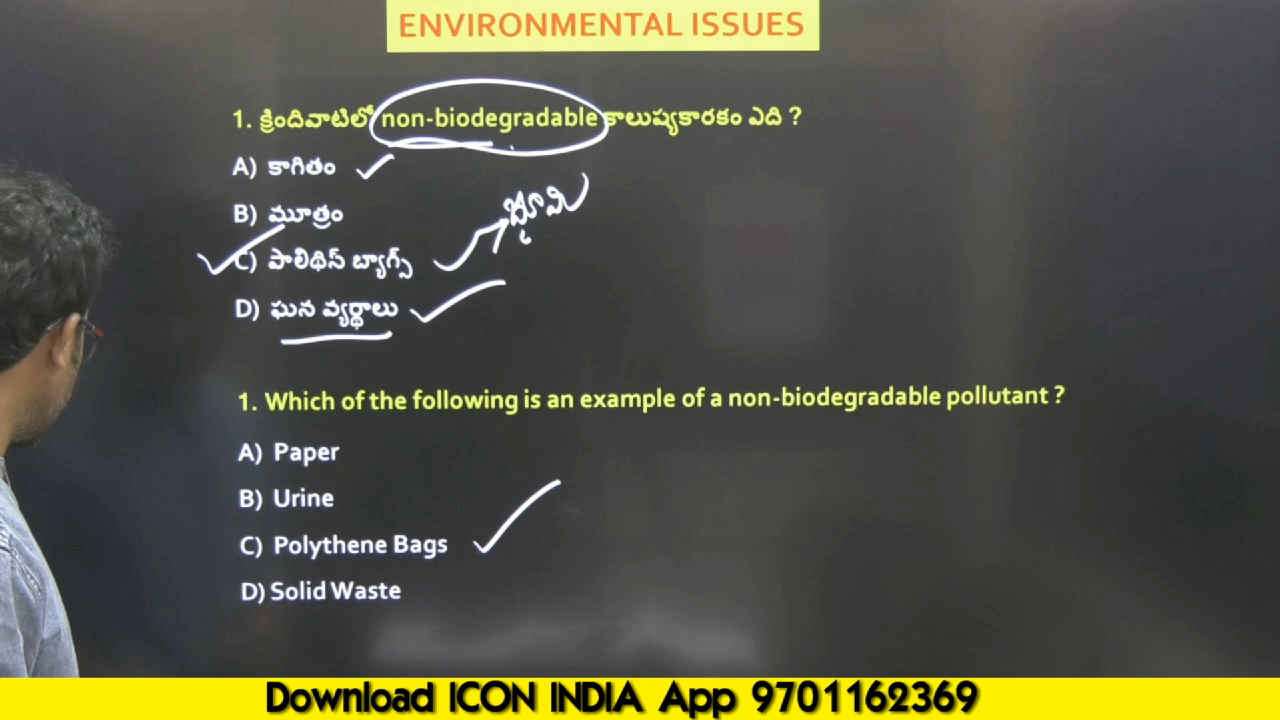 ENVIRONMENTAL ISSUES
1. క్రిందివాటిలో non-biodegradable కాలుష్యకారకం ఏది ?
A) కాగితం
B) మూత్రం
భూమి
C) పాలిథిన్ బ్యాగ్స్
D) ఘన వ్యర్థాలు
1. Which of the following is an example of a non-biodegradable pollutant ?
A) Paper
B) Urine
C) Polythene Bags
D) Solid Waste
Download ICON INDIA App 9701162369